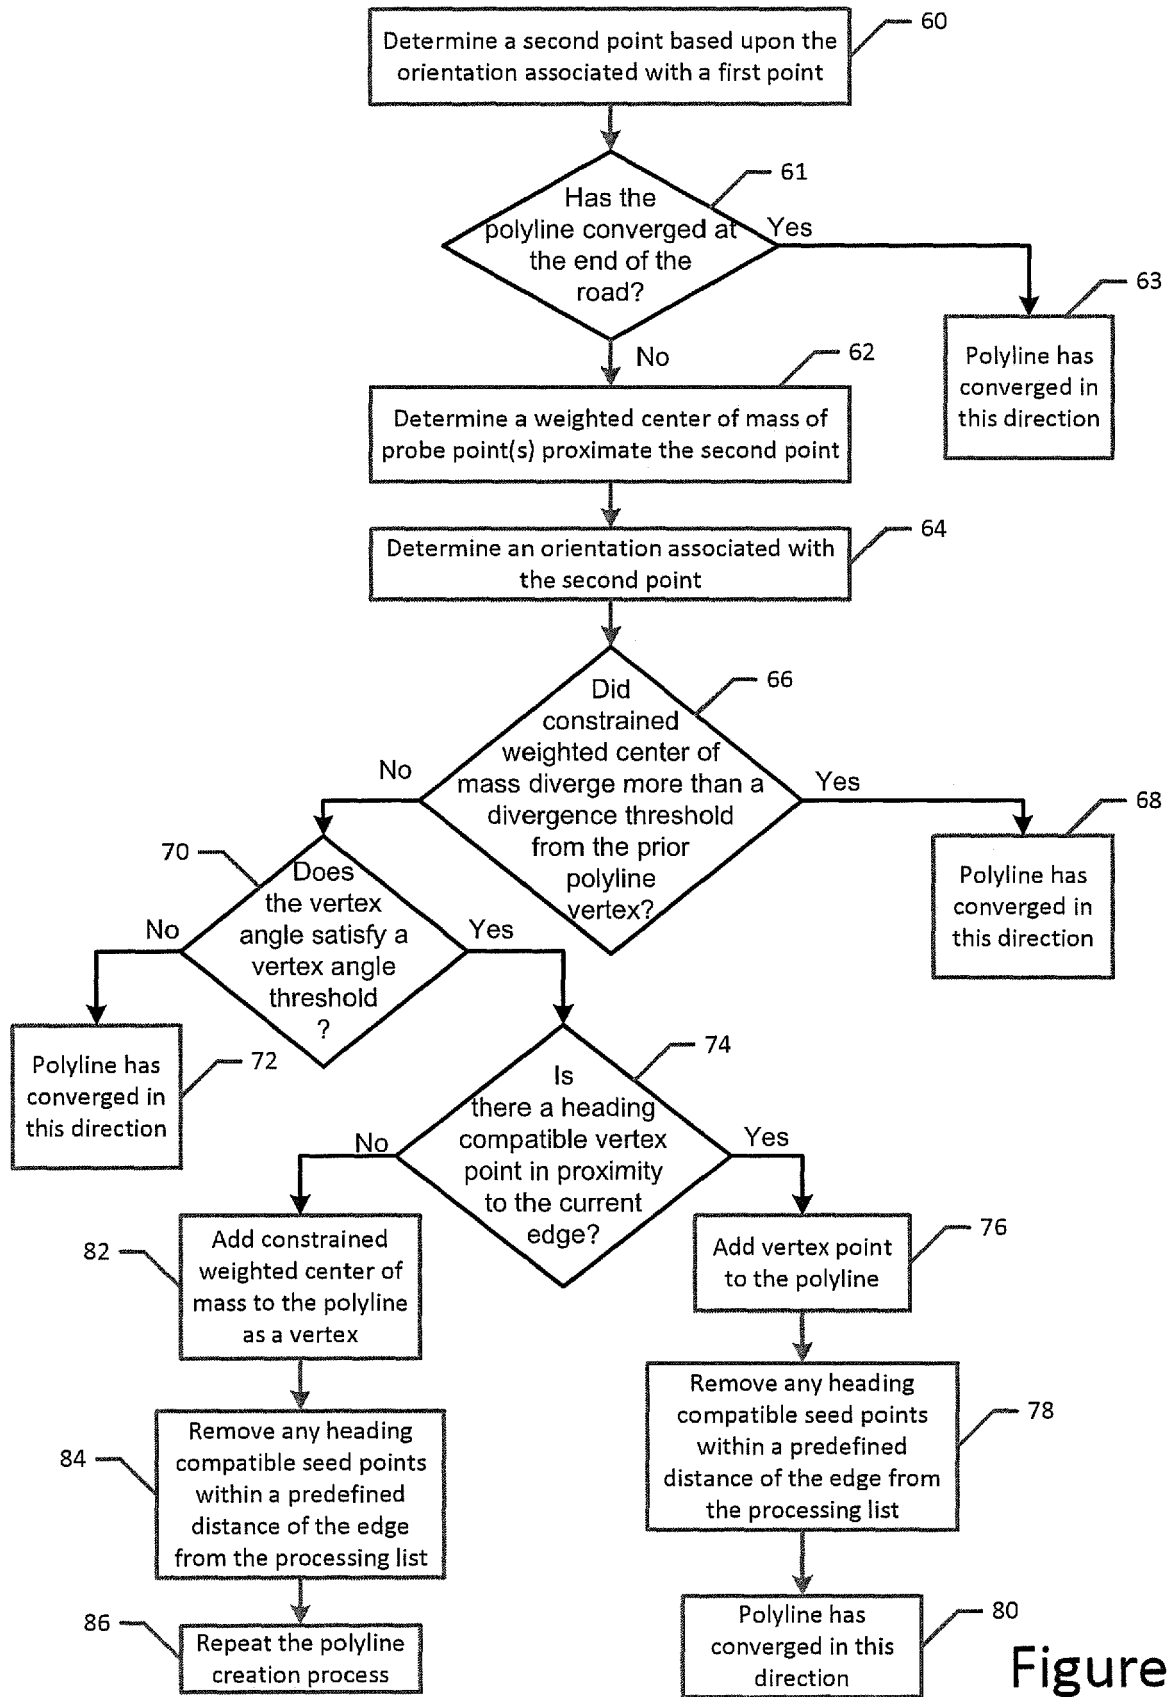 60
Determine a second point based upon the
orientation associated with a first point
61
Has the
polyline converged at
the end of the
road?
Yes
63
Polyline has
converged in
this direction
No
62
Determine a weighted center of mass of
probe point(s) proximate the second point
64
Determine an orientation associated with
the second point
66
Did
constrained
weighted center of
mass diverge more than a
divergence threshold
from the prior
polyline
vertex?
No
Yes
68
Polyline has
converged in
this direction
70
Does
the vertex
angle satisfy a
vertex angle
threshold
?
No
Yes
72
Polyline has
converged in
this direction
74
Is
there a heading
compatible vertex
point in proximity
to the current
edge?
No
Yes
82
Add constrained
weighted center of
mass to the polyline
as a vertex
76
Add vertex point
to the polyline
84
Remove any heading
compatible seed points
within a predefined
distance of the edge
from the processing list
78
Remove any heading
compatible seed points
within a predefined
distance of the edge from
the processing list
86
Repeat the polyline
creation process
80
Polyline has
converged in this
direction
Figure